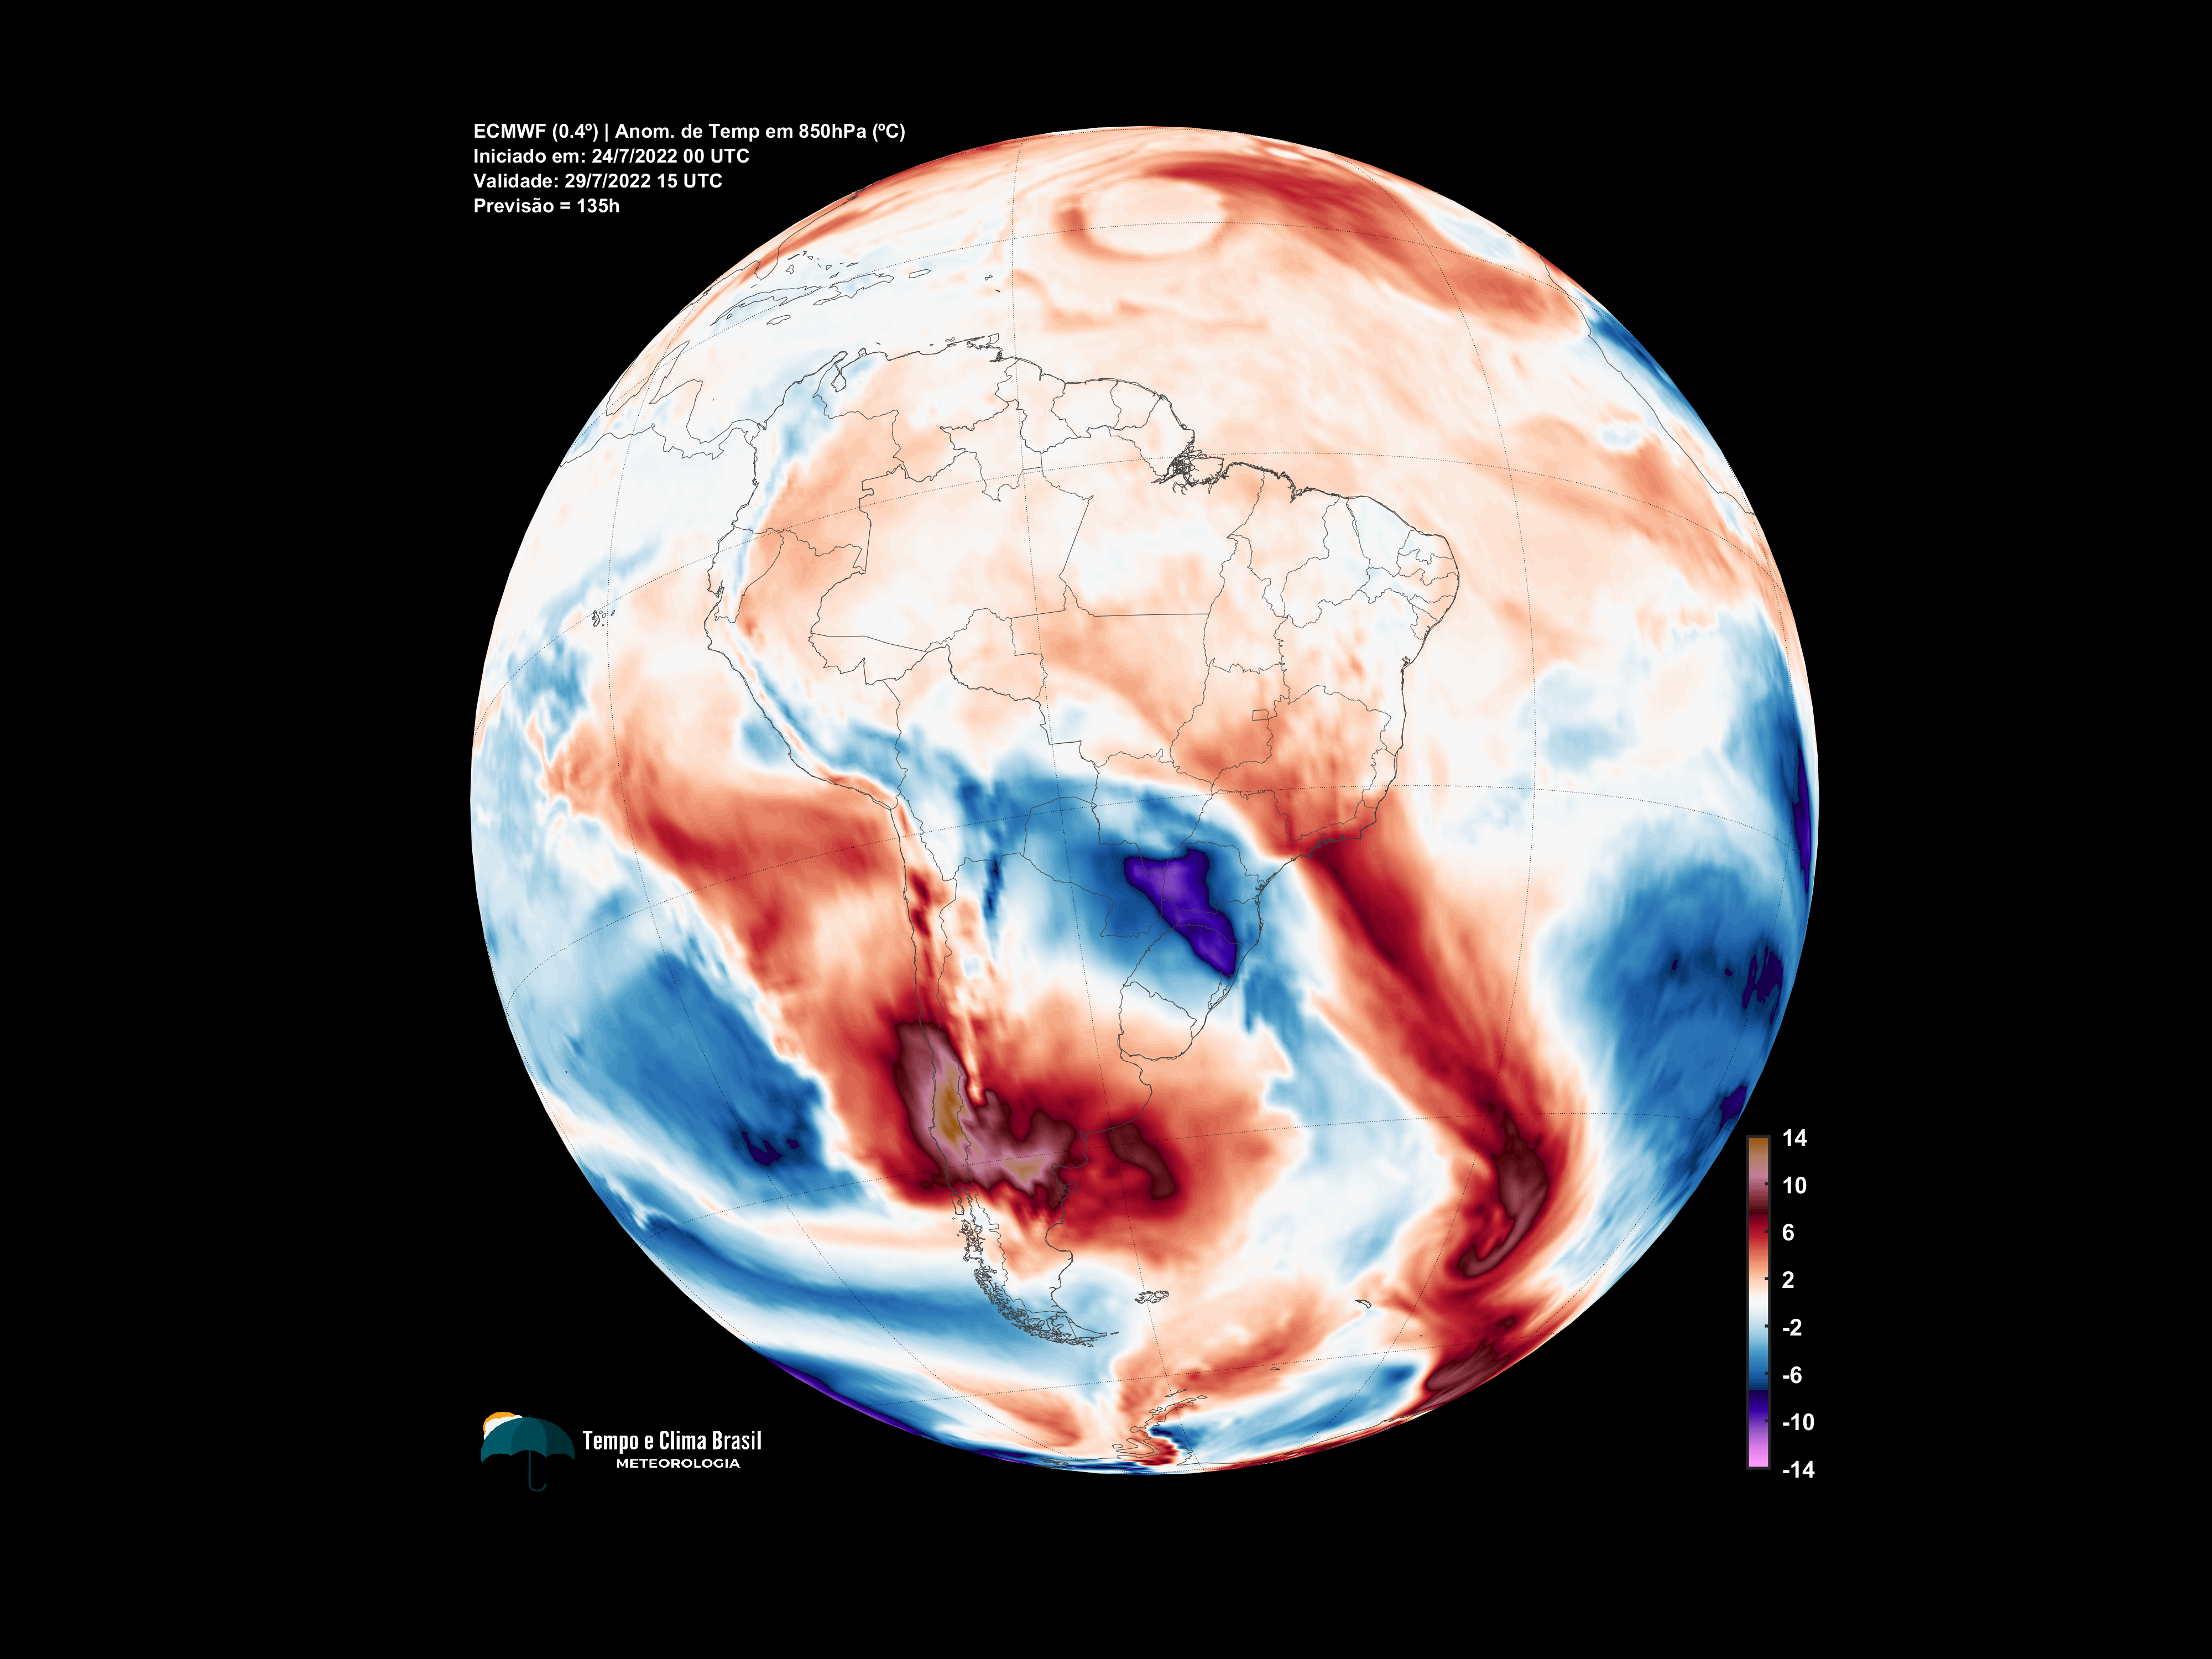 ECMWF (0.4º) | Anom. de Temp em 850hPa (ºC)
Iniciado em: 24/7/2022 00 UTC
Validade: 29/7/2022 15 UTC
Previsão = 135h
14
10
6
2
-2
-6
-10
-14
Tempo e Clima Brasil
METEOROLOGIA